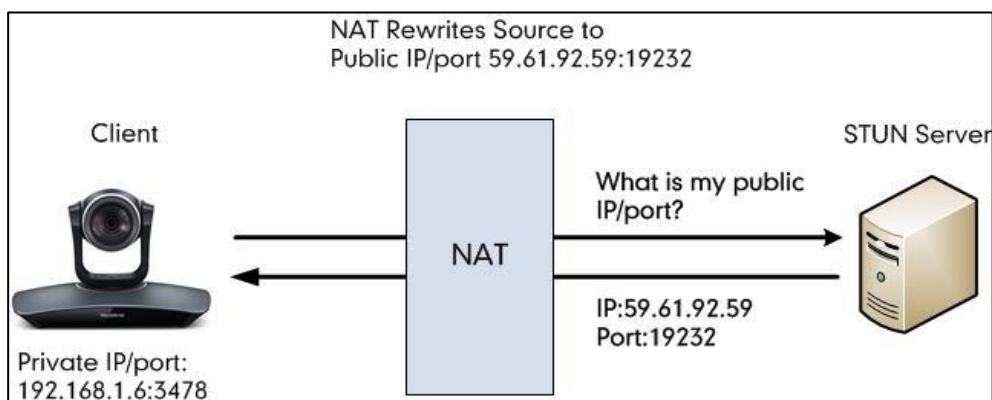 NAT Rewrites Source to
Public IP/port 59.61.92.59:19232
Client
STUN Server
What is my public
IP/port?
NAT
IP:59.61.92.59
Port:19232
Private IP/port:
192.168.1.6:3478